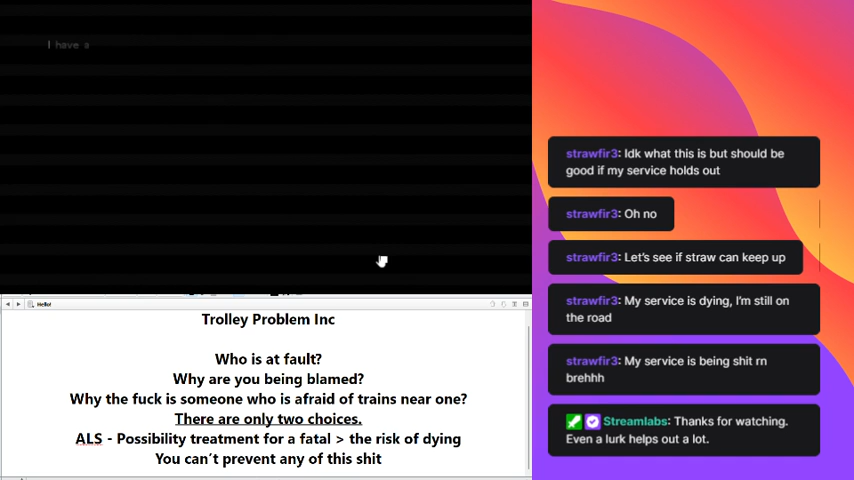 I have a
Hello!
Trolley Problem Inc
Who is at fault?
Why are you being blamed?
Why the fuck is someone who is afraid of trains near one?
There are only two choices.
ALS - Possibility treatment for a fatal > the risk of dying
You can't prevent any of this shit
strawfir3: Idk what this is but should be
good if my service holds out
strawfir3: Oh no
strawfir3: Let's see if straw can keep up
strawfir3: My service is dying, I'm still on
the road
strawfir3: My service is being shit rn
brehhh
Streamlabs: Thanks for watching.
Even a lurk helps out a lot.